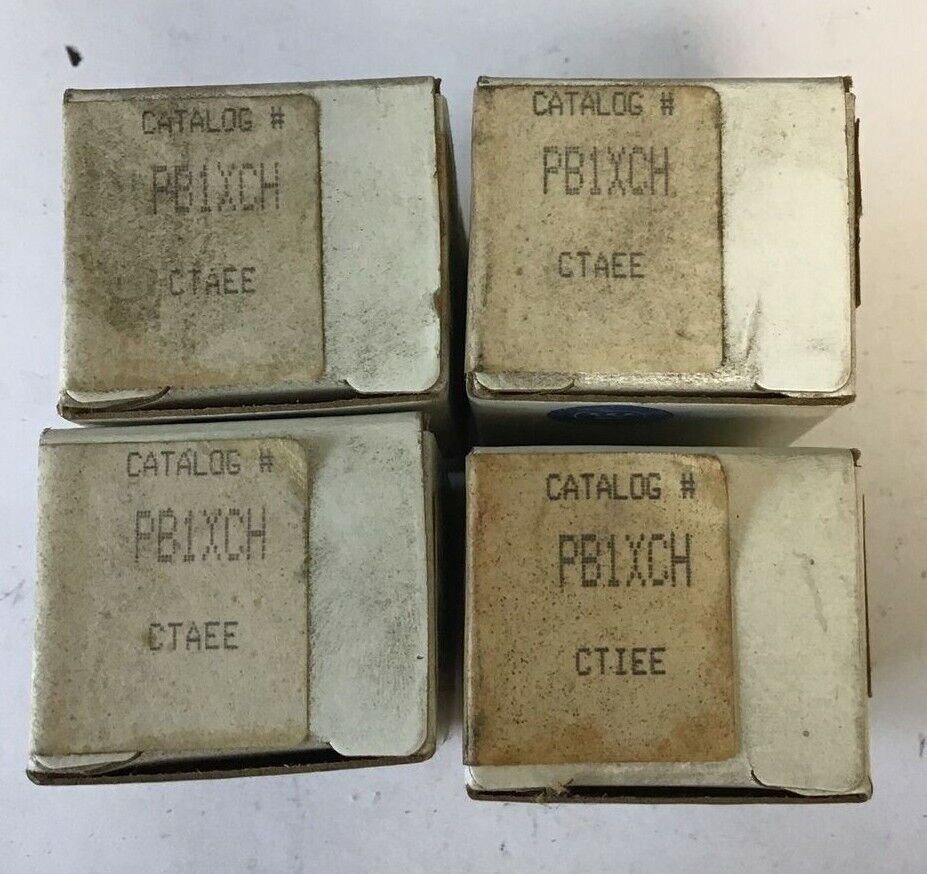 CATALOG #
PB1XCH
CTAEE
CATALOG #
PB1XCH
CTAEE
CATALOG #
PB1XCH
CTAEE
CATALOG #
PB1XCH
CTIEE